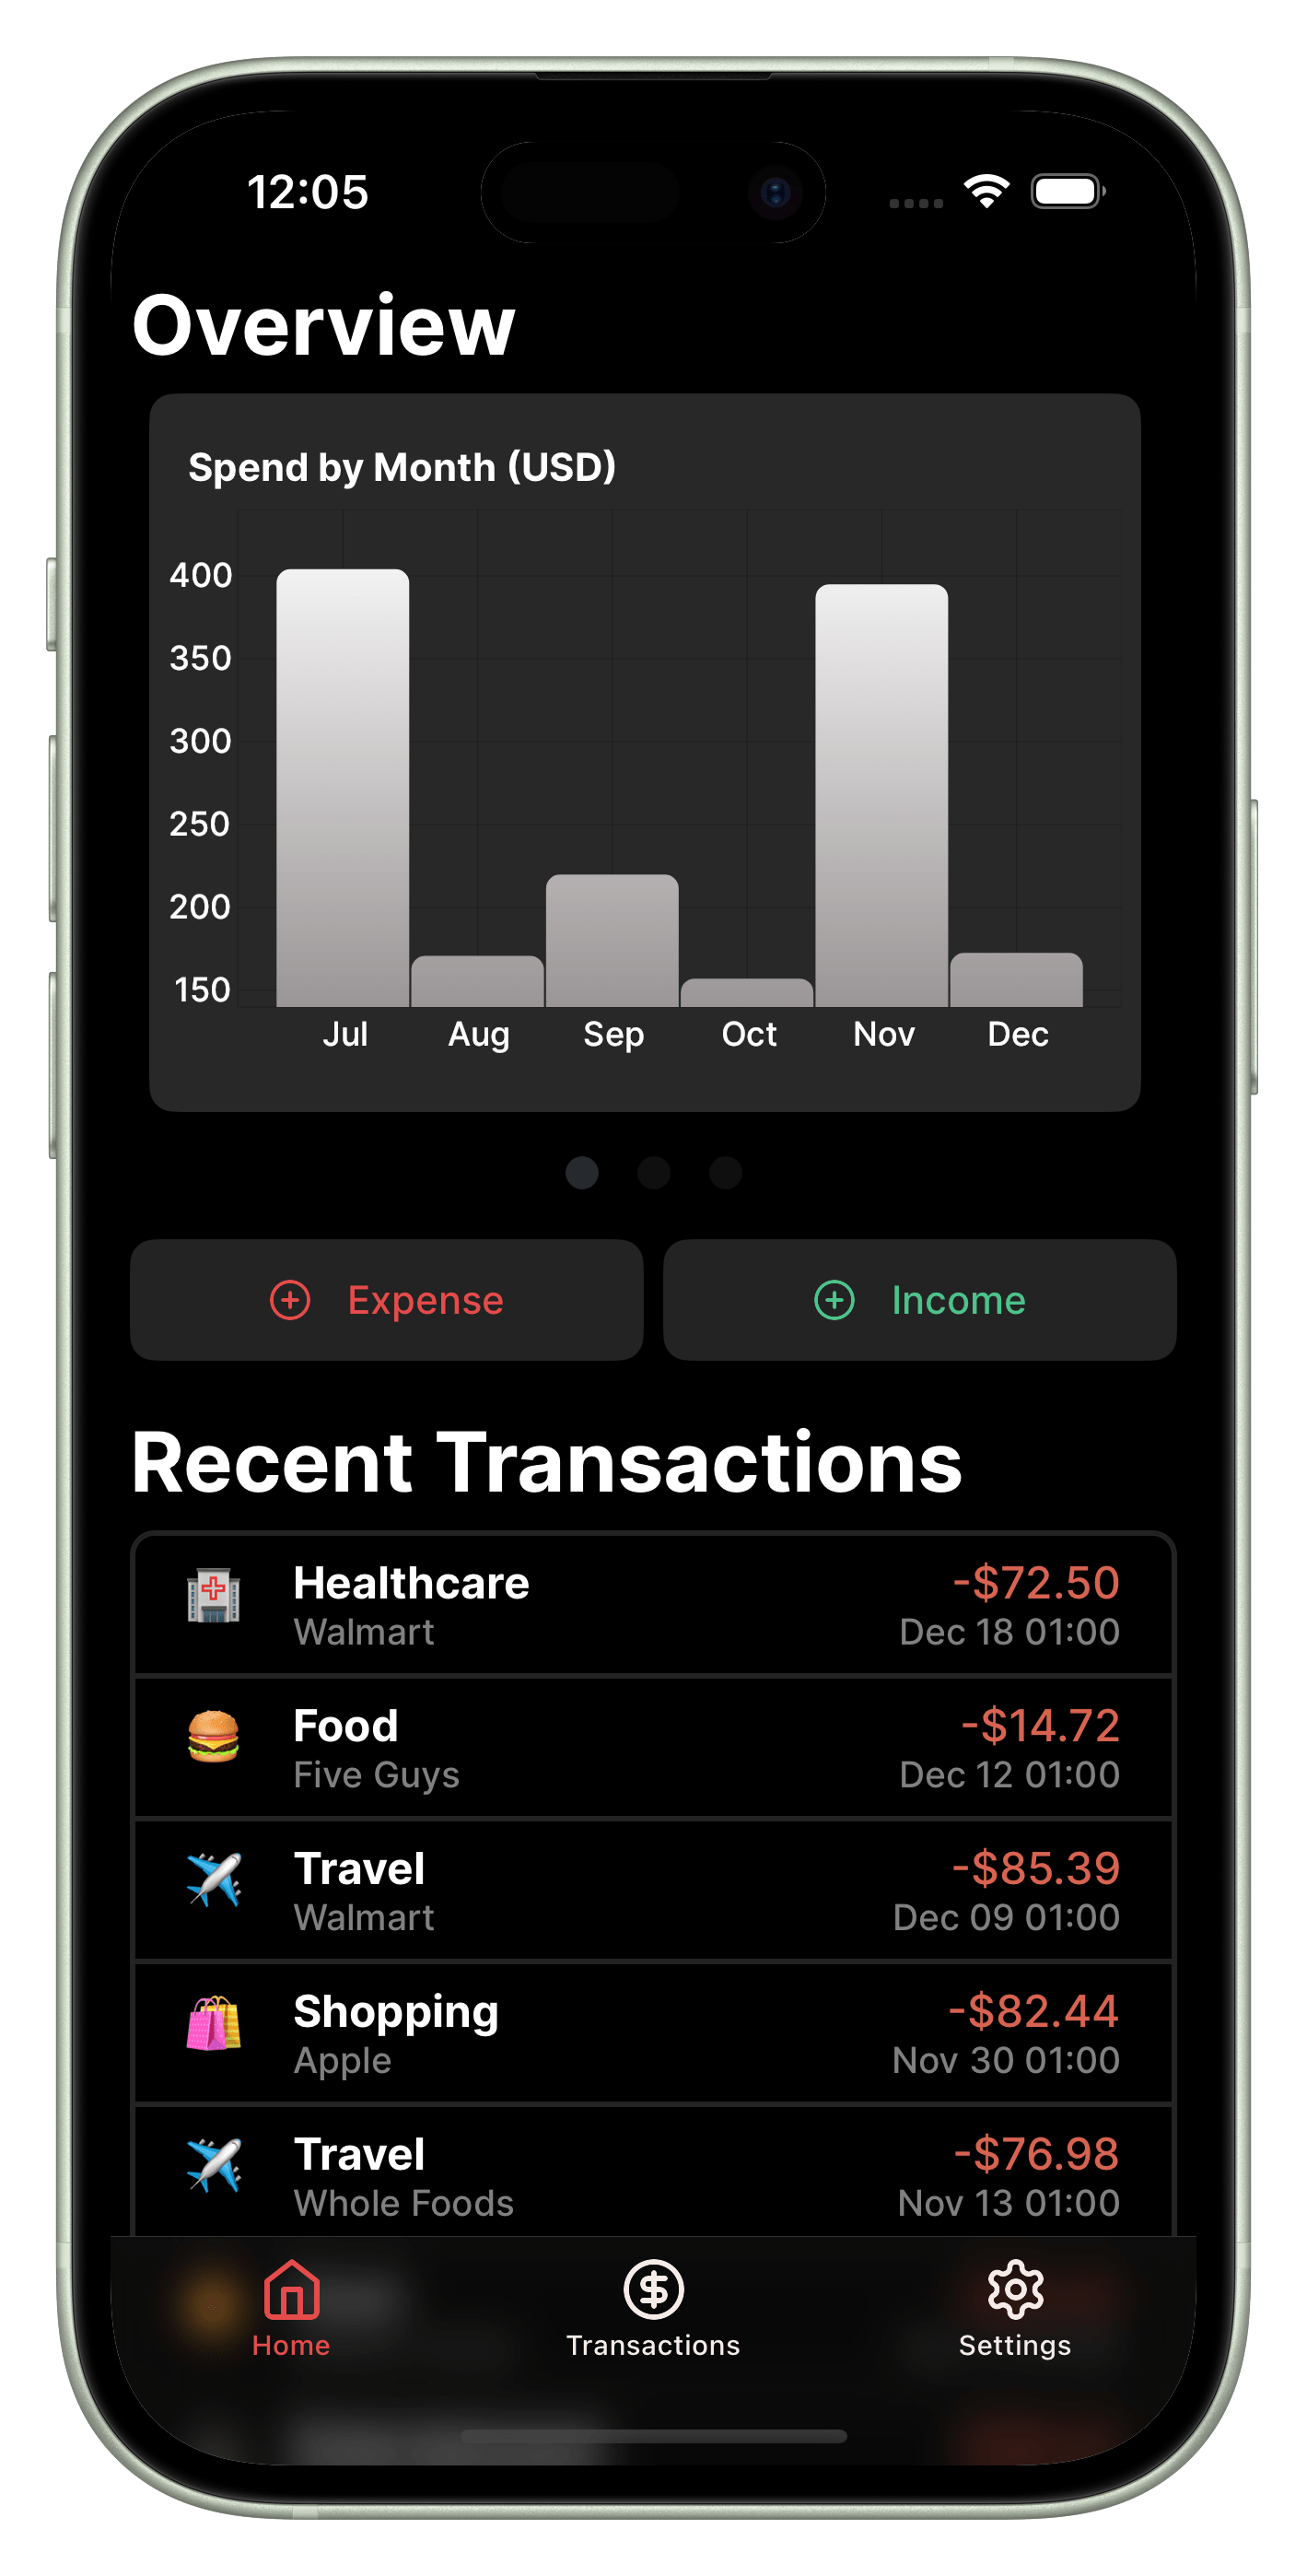 12:05
Overview
Spend by Month (USD)
400
350
300
250
200
150
Jul Aug Sep Oct Nov Dec
Expense Income
Recent Transactions
Healthcare -$72.50
Walmart Dec 18 01:00
Food -$14.72
Five Guys Dec 12 01:00
Travel -$85.39
Walmart Dec 09 01:00
Shopping -$82.44
Apple Nov 30 01:00
Travel -$76.98
Whole Foods Nov 13 01:00
Home Transactions Settings